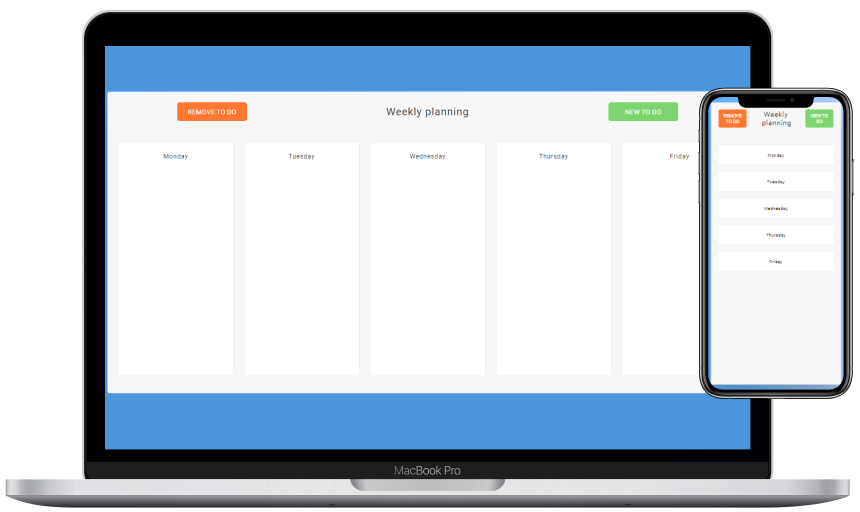 REMOVE TO DO
Weekly planning
NEW TO DO
Monday
Tuesday
Wednesday
Thursday
Friday
MacBook Pro
REMOVE
TO DO
Weekly
planning
NEW TO
DO
Monday
Tuesday
Wednesday
Thursday
Friday